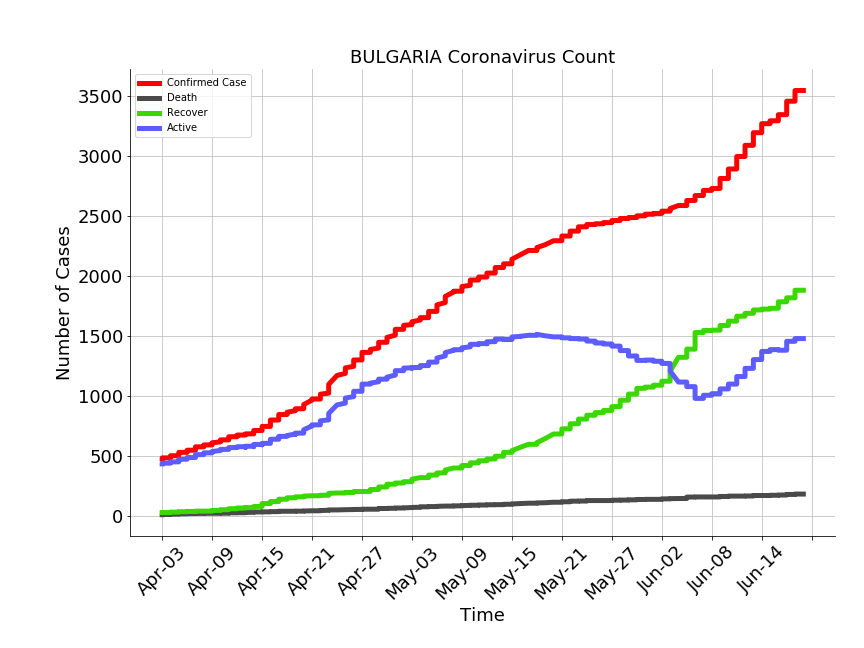 BULGARIA Coronavirus Count
Confirmed Case
Death
Recover
Active
Number of Cases
3500
3000
2500
2000
1500
1000
500
0
Apr-03
Apr-09
Apr-15
Apr-21
Apr-27
May-03
May-09
May-15
May-21
May-27
Jun-02
Jun-08
Jun-14
Time